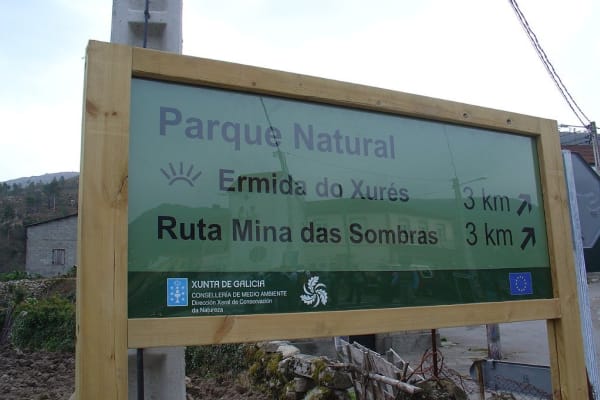 Parque Natural
Ermida do Xurés 3 km
Ruta Mina das Sombras 3 km
XUNTA DE GALICIA
CONSELLERÍA DE MEDIO AMBIENTE
Dirección Xeral de Conservación
da Natureza